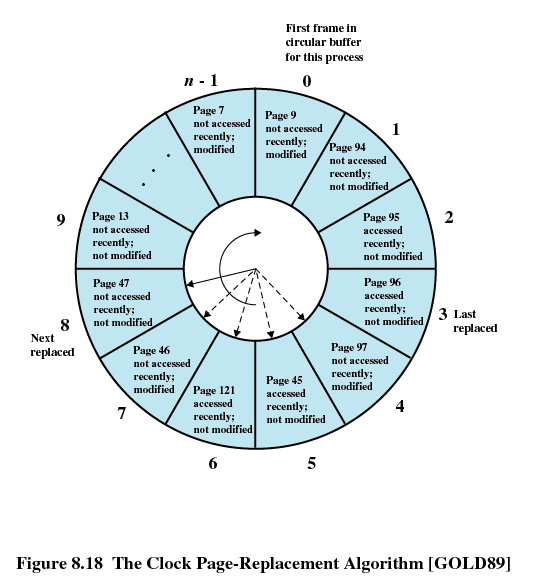 First frame in
circular buffer
for this process
n - 1
0
Page 7
not accessed
recently;
modified
Page 9
not accessed
recently;
modified
1
Page 94
not accessed
recently;
not modified
2
Page 95
accessed
recently;
not modified
9
Page 13
not accessed
recently;
not modified
Page 96
accessed
recently;
not modified
3 Last
replaced
Page 47
not accessed
recently;
not modified
8
Next
replaced
Page 97
not accessed
recently;
modified
4
Page 46
not accessed
recently;
modified
7
Page 121
accessed
recently;
not modified
6
Page 45
accessed
recently;
not modified
5
Figure 8.18 The Clock Page-Replacement Algorithm [GOLD89]